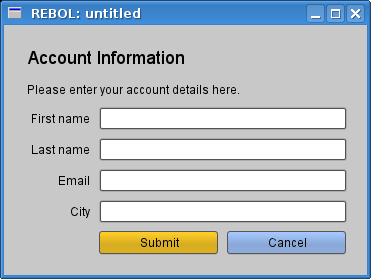 REBOL: untitled
Account Information
Please enter your account details here.
First name
Last name
Email
City
Submit Cancel